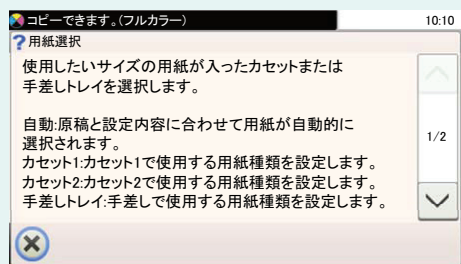 コピーできます。(フルカラー)
10:10
?用紙選択
使用したいサイズの用紙が入ったカセットまたは
手差しトレイを選択します。
自動:原稿と設定内容に合わせて用紙が自動的に
選択されます。
カセット1:カセット1で使用する用紙種類を設定します。
カセット2:カセット2で使用する用紙種類を設定します。
手差しトレイ:手差しで使用する用紙種類を設定します。
1/2